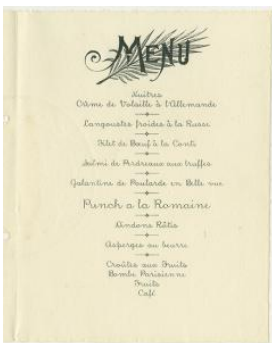 MENU
Huîtres
Crème de Volaille à l'Allemande
Langoustes froides à la Russe
Filet de Bœuf à la Conti
Salmi de Perdreaux aux truffes
Galantine de Poularde en Belle vue
Punch a la Romaine
Dindons Rôtis
Asperges au beurre
Croûtes aux Fruits
Bombe Parisienne
Fruits
Café